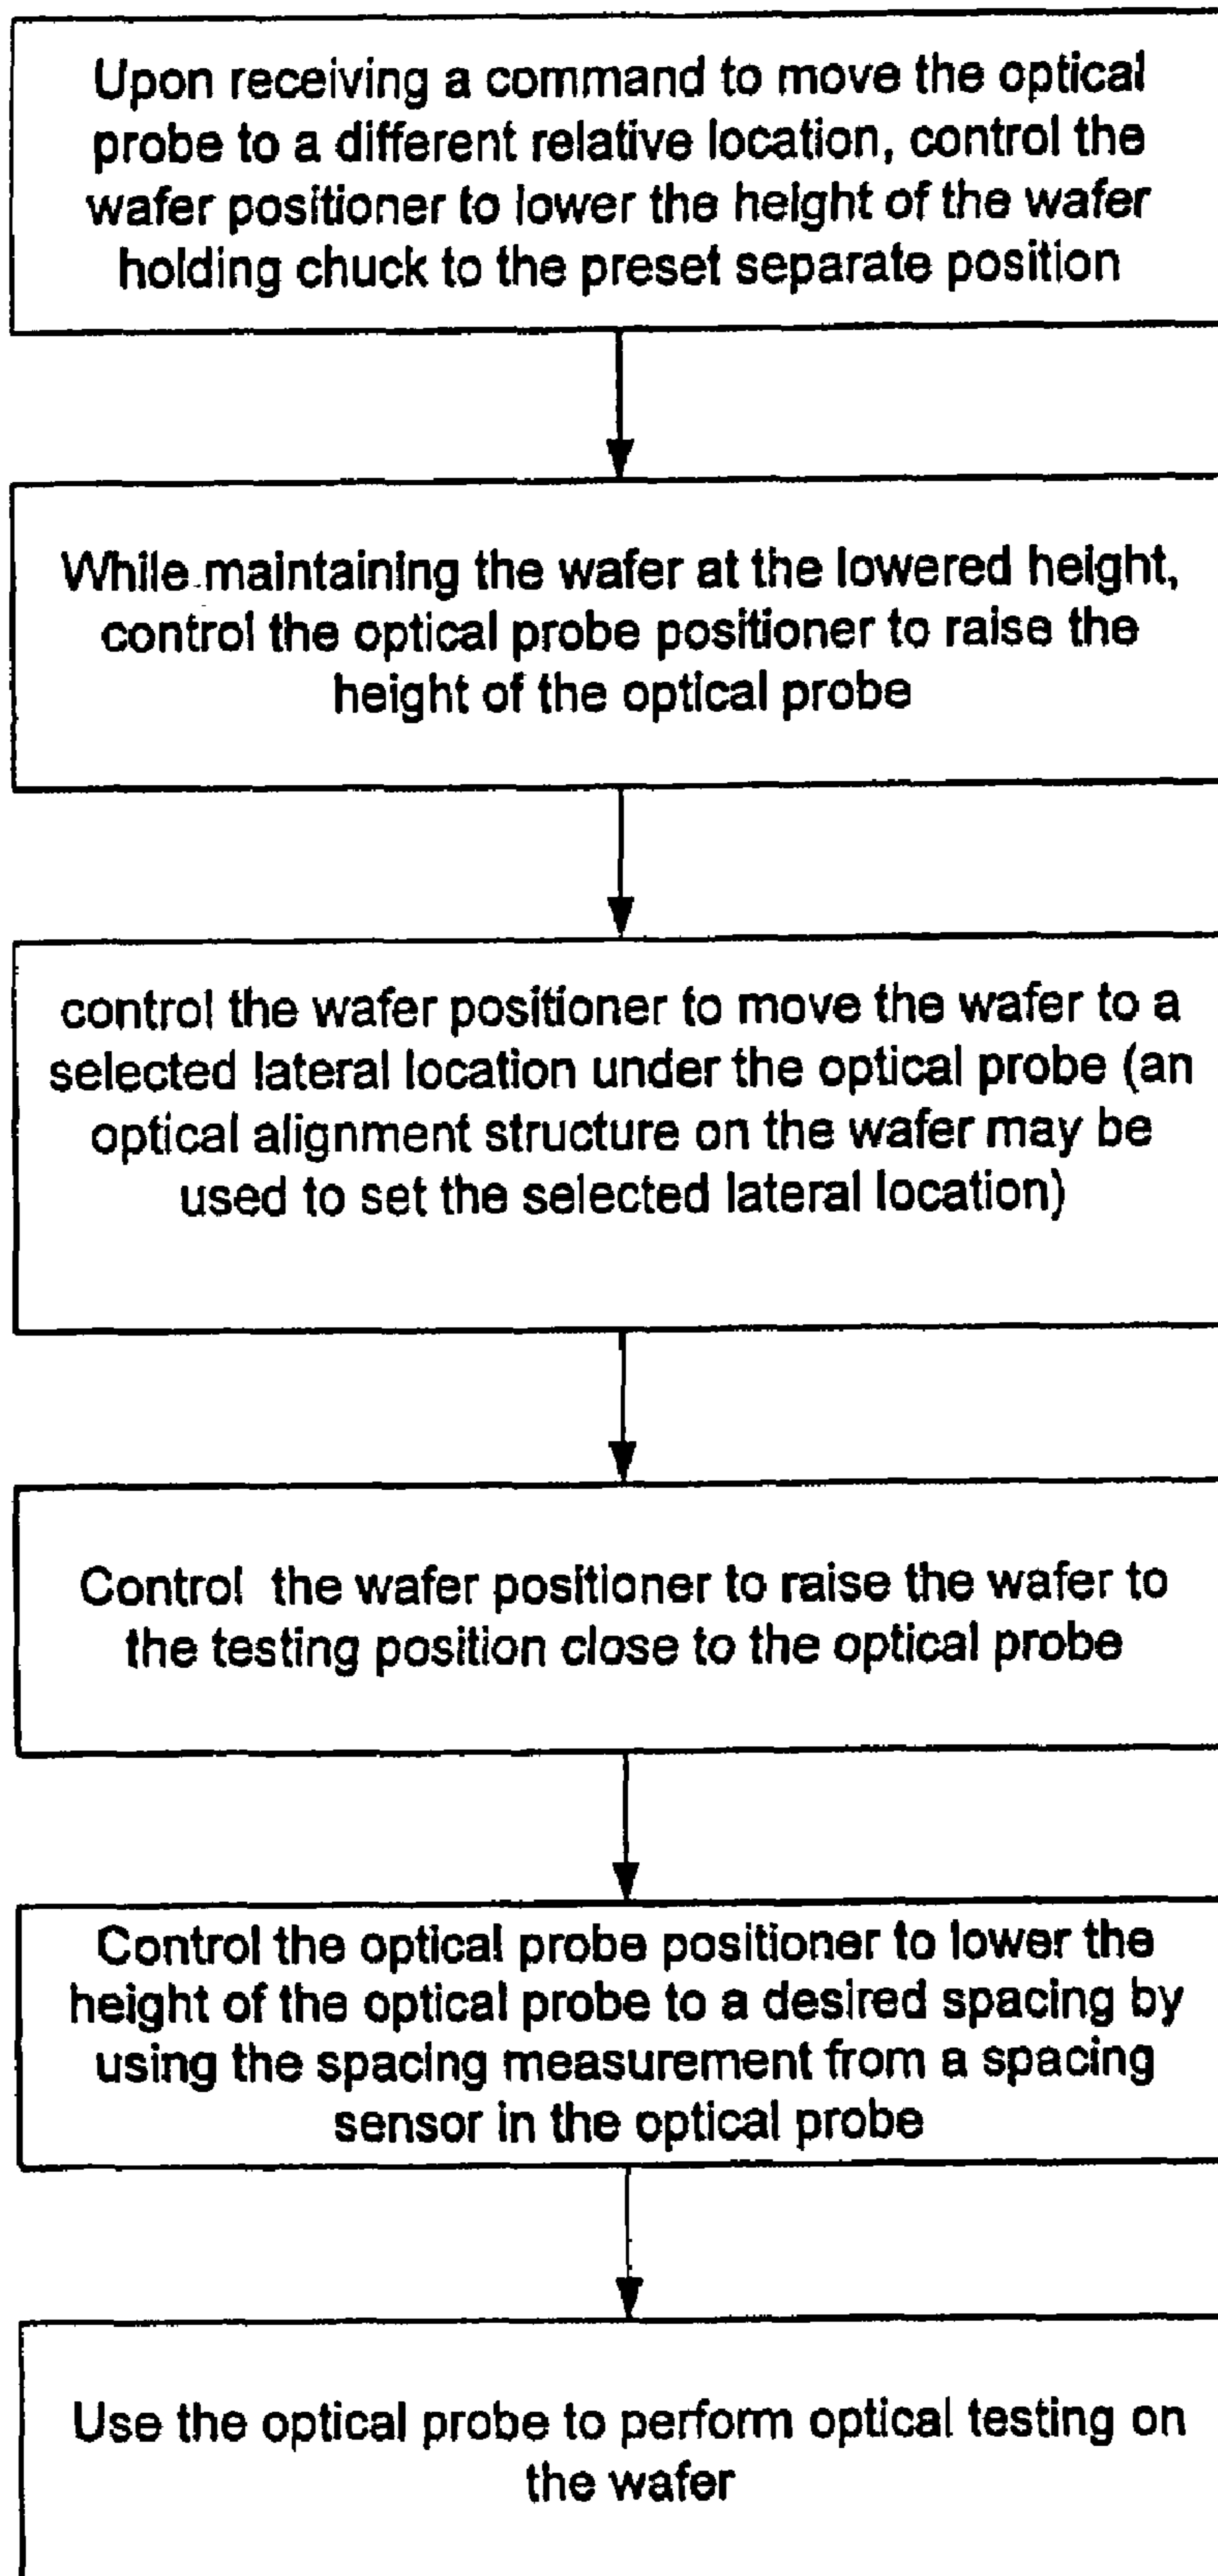 Upon receiving a command to move the optical
probe to a different relative location, control the
wafer positioner to lower the height of the wafer
holding chuck to the preset separate position
While maintaining the wafer at the lowered height,
control the optical probe positioner to raise the
height of the optical probe
control the wafer positioner to move the wafer to a
selected lateral location under the optical probe (an
optical alignment structure on the wafer may be
used to set the selected lateral location)
Control the wafer positioner to raise the wafer to
the testing position close to the optical probe
Control the optical probe positioner to lower the
height of the optical probe to a desired spacing by
using the spacing measurement from a spacing
sensor in the optical probe
Use the optical probe to perform optical testing on
the wafer